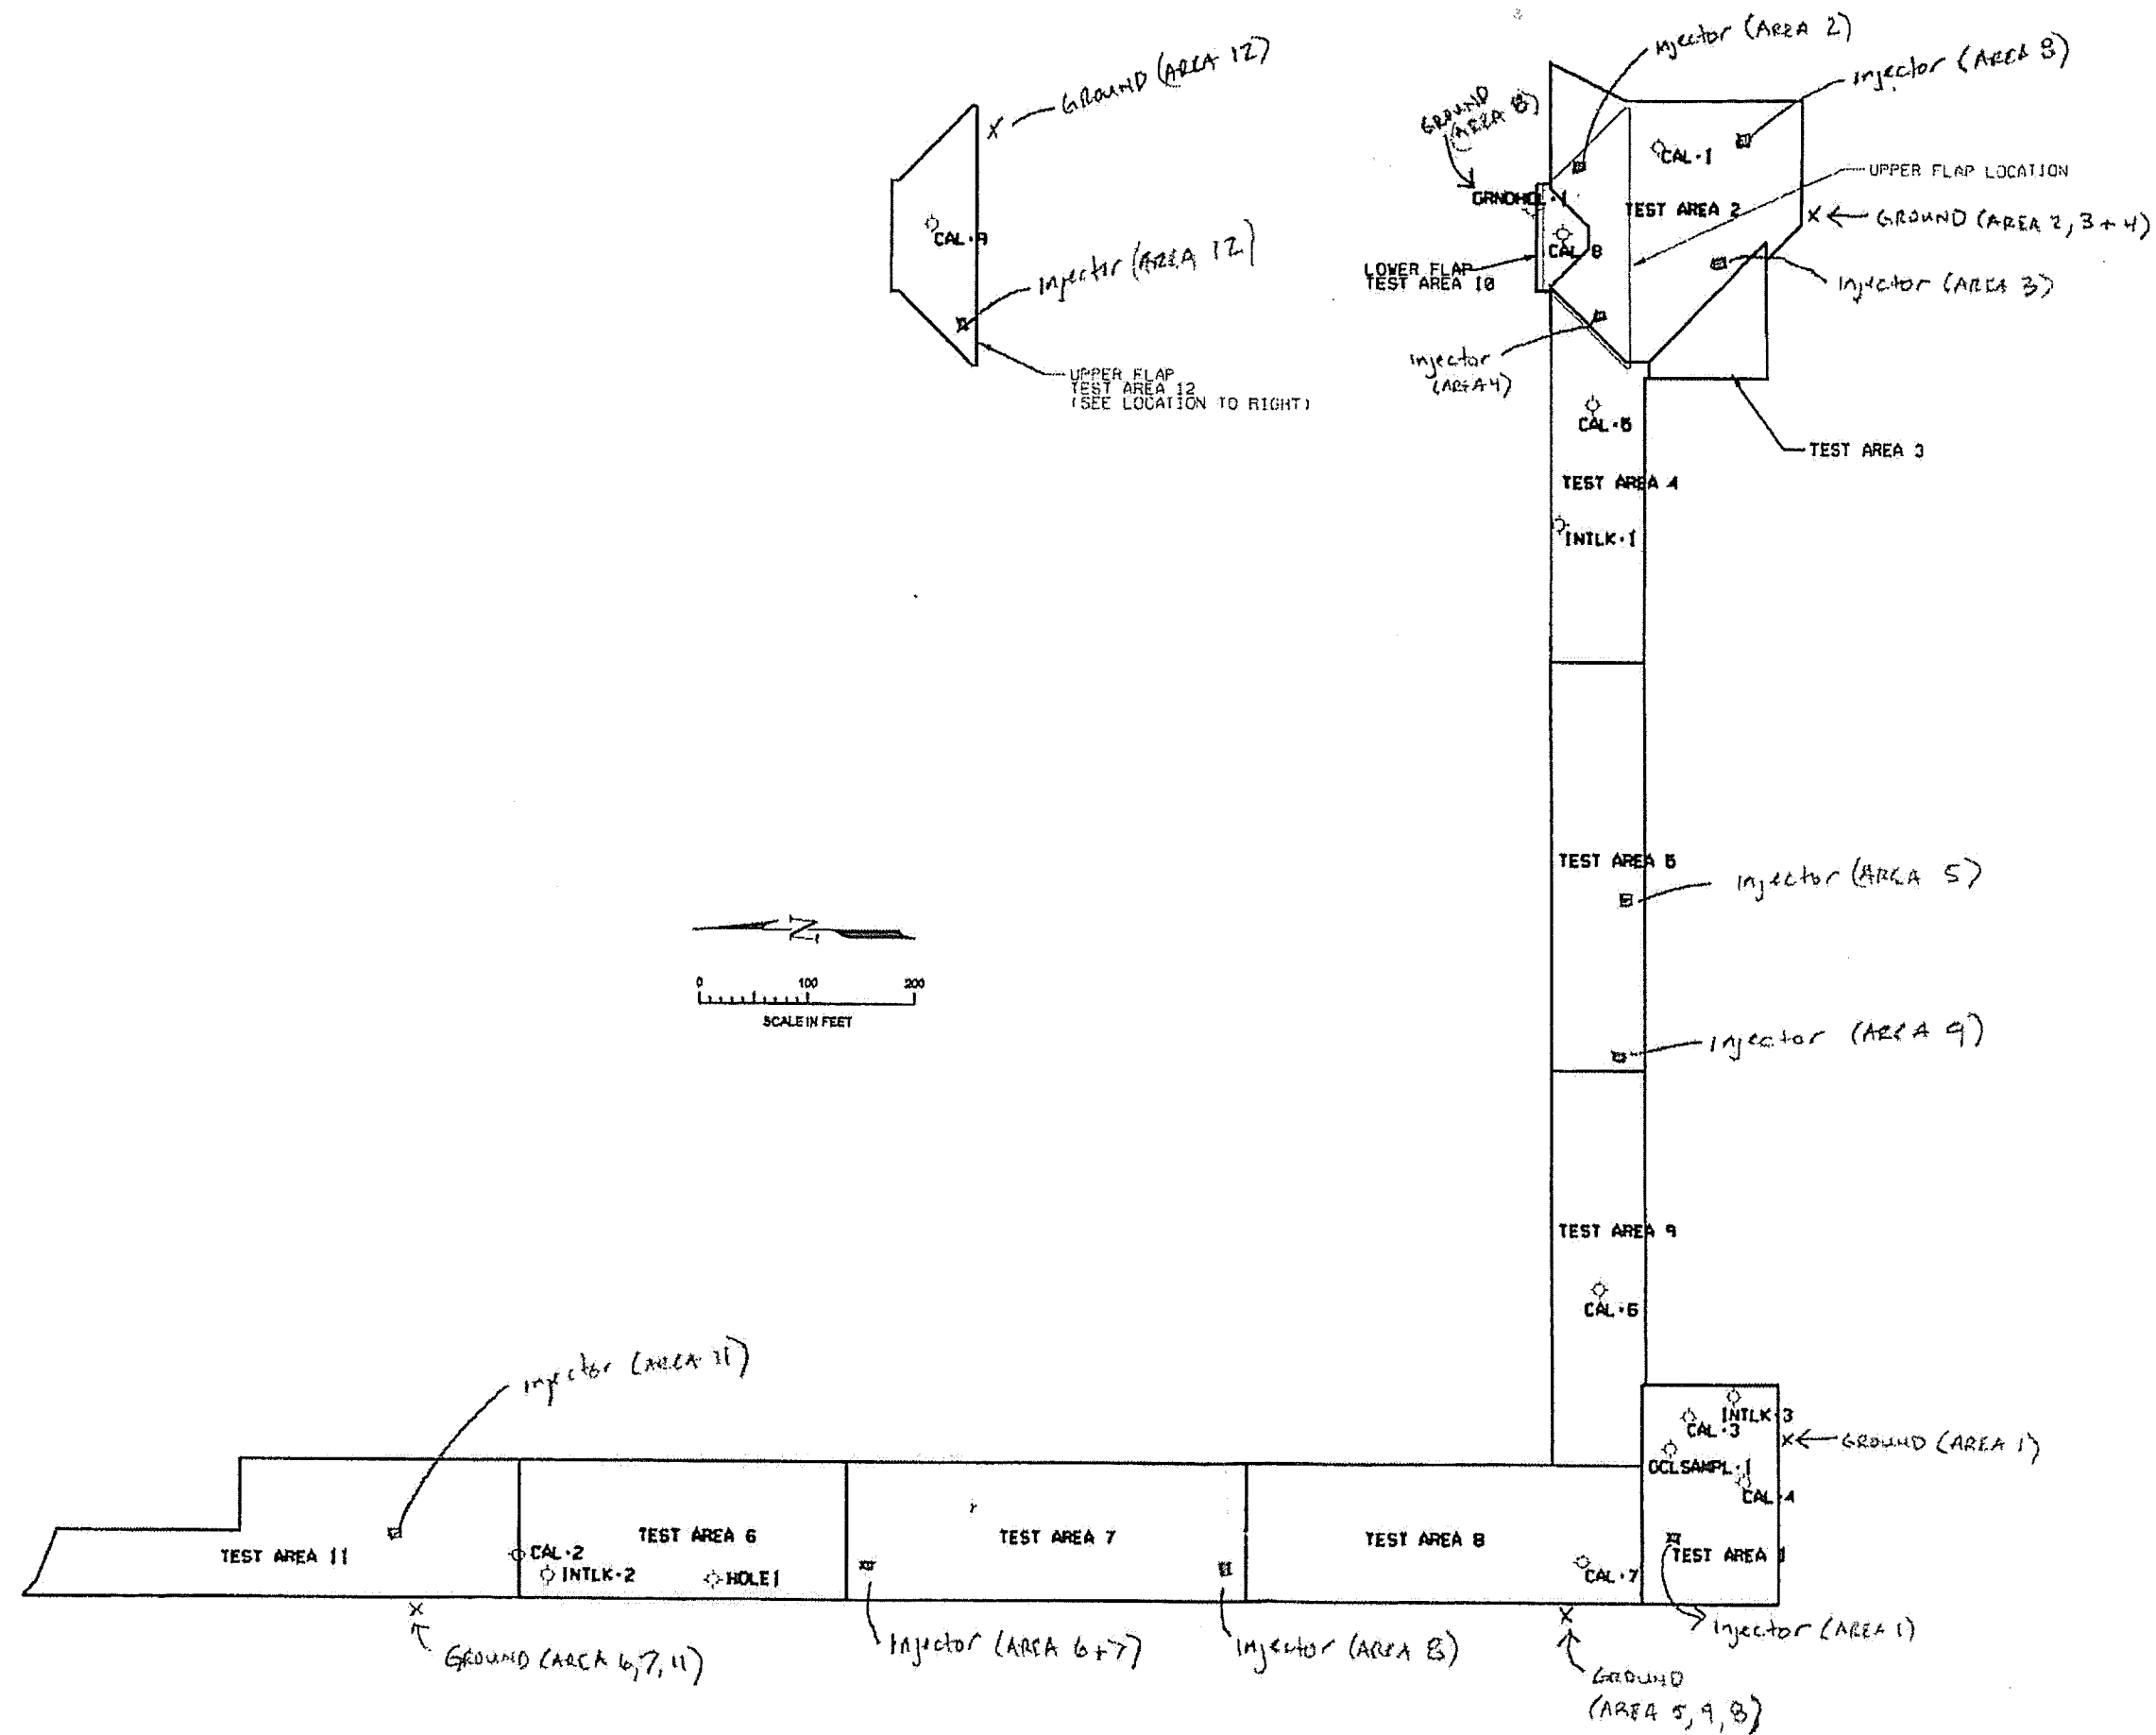 Injector (AREA 2)
GROUND (AREA 12)
Injector (AREA 8)
GROUND
(AREA 8)
CAL-1
UPPER FLAP LOCATION
GRNDHOL-1
TEST AREA 2
GROUND (AREA 2, 3 + 4)
CAL-9
CAL-8
Injector (AREA 12)
LOWER FLAP
TEST AREA 10
Injector (AREA 3)
Injector
(AREA 4)
UPPER FLAP
TEST AREA 12
(SEE LOCATION TO RIGHT)
CAL-5
TEST AREA 3
TEST AREA 4
INTLK-1
TEST AREA 5
Injector (AREA 5)
N
0 100 200
SCALE IN FEET
Injector (AREA 9)
TEST AREA 9
CAL-6
Injector (AREA 11)
INTLK-3
CAL-3
GROUND (AREA 1)
OCLSAMPL-1
CAL-4
TEST AREA 6
TEST AREA 7
TEST AREA 8
TEST AREA 11
CAL-2
TEST AREA 1
INTLK-2
HOLE1
CAL-7
GROUND (AREA 6, 7, 11)
Injector (AREA 6+7)
Injector (AREA 8)
Injector (AREA 1)
GROUND
(AREA 5, 9, 8)